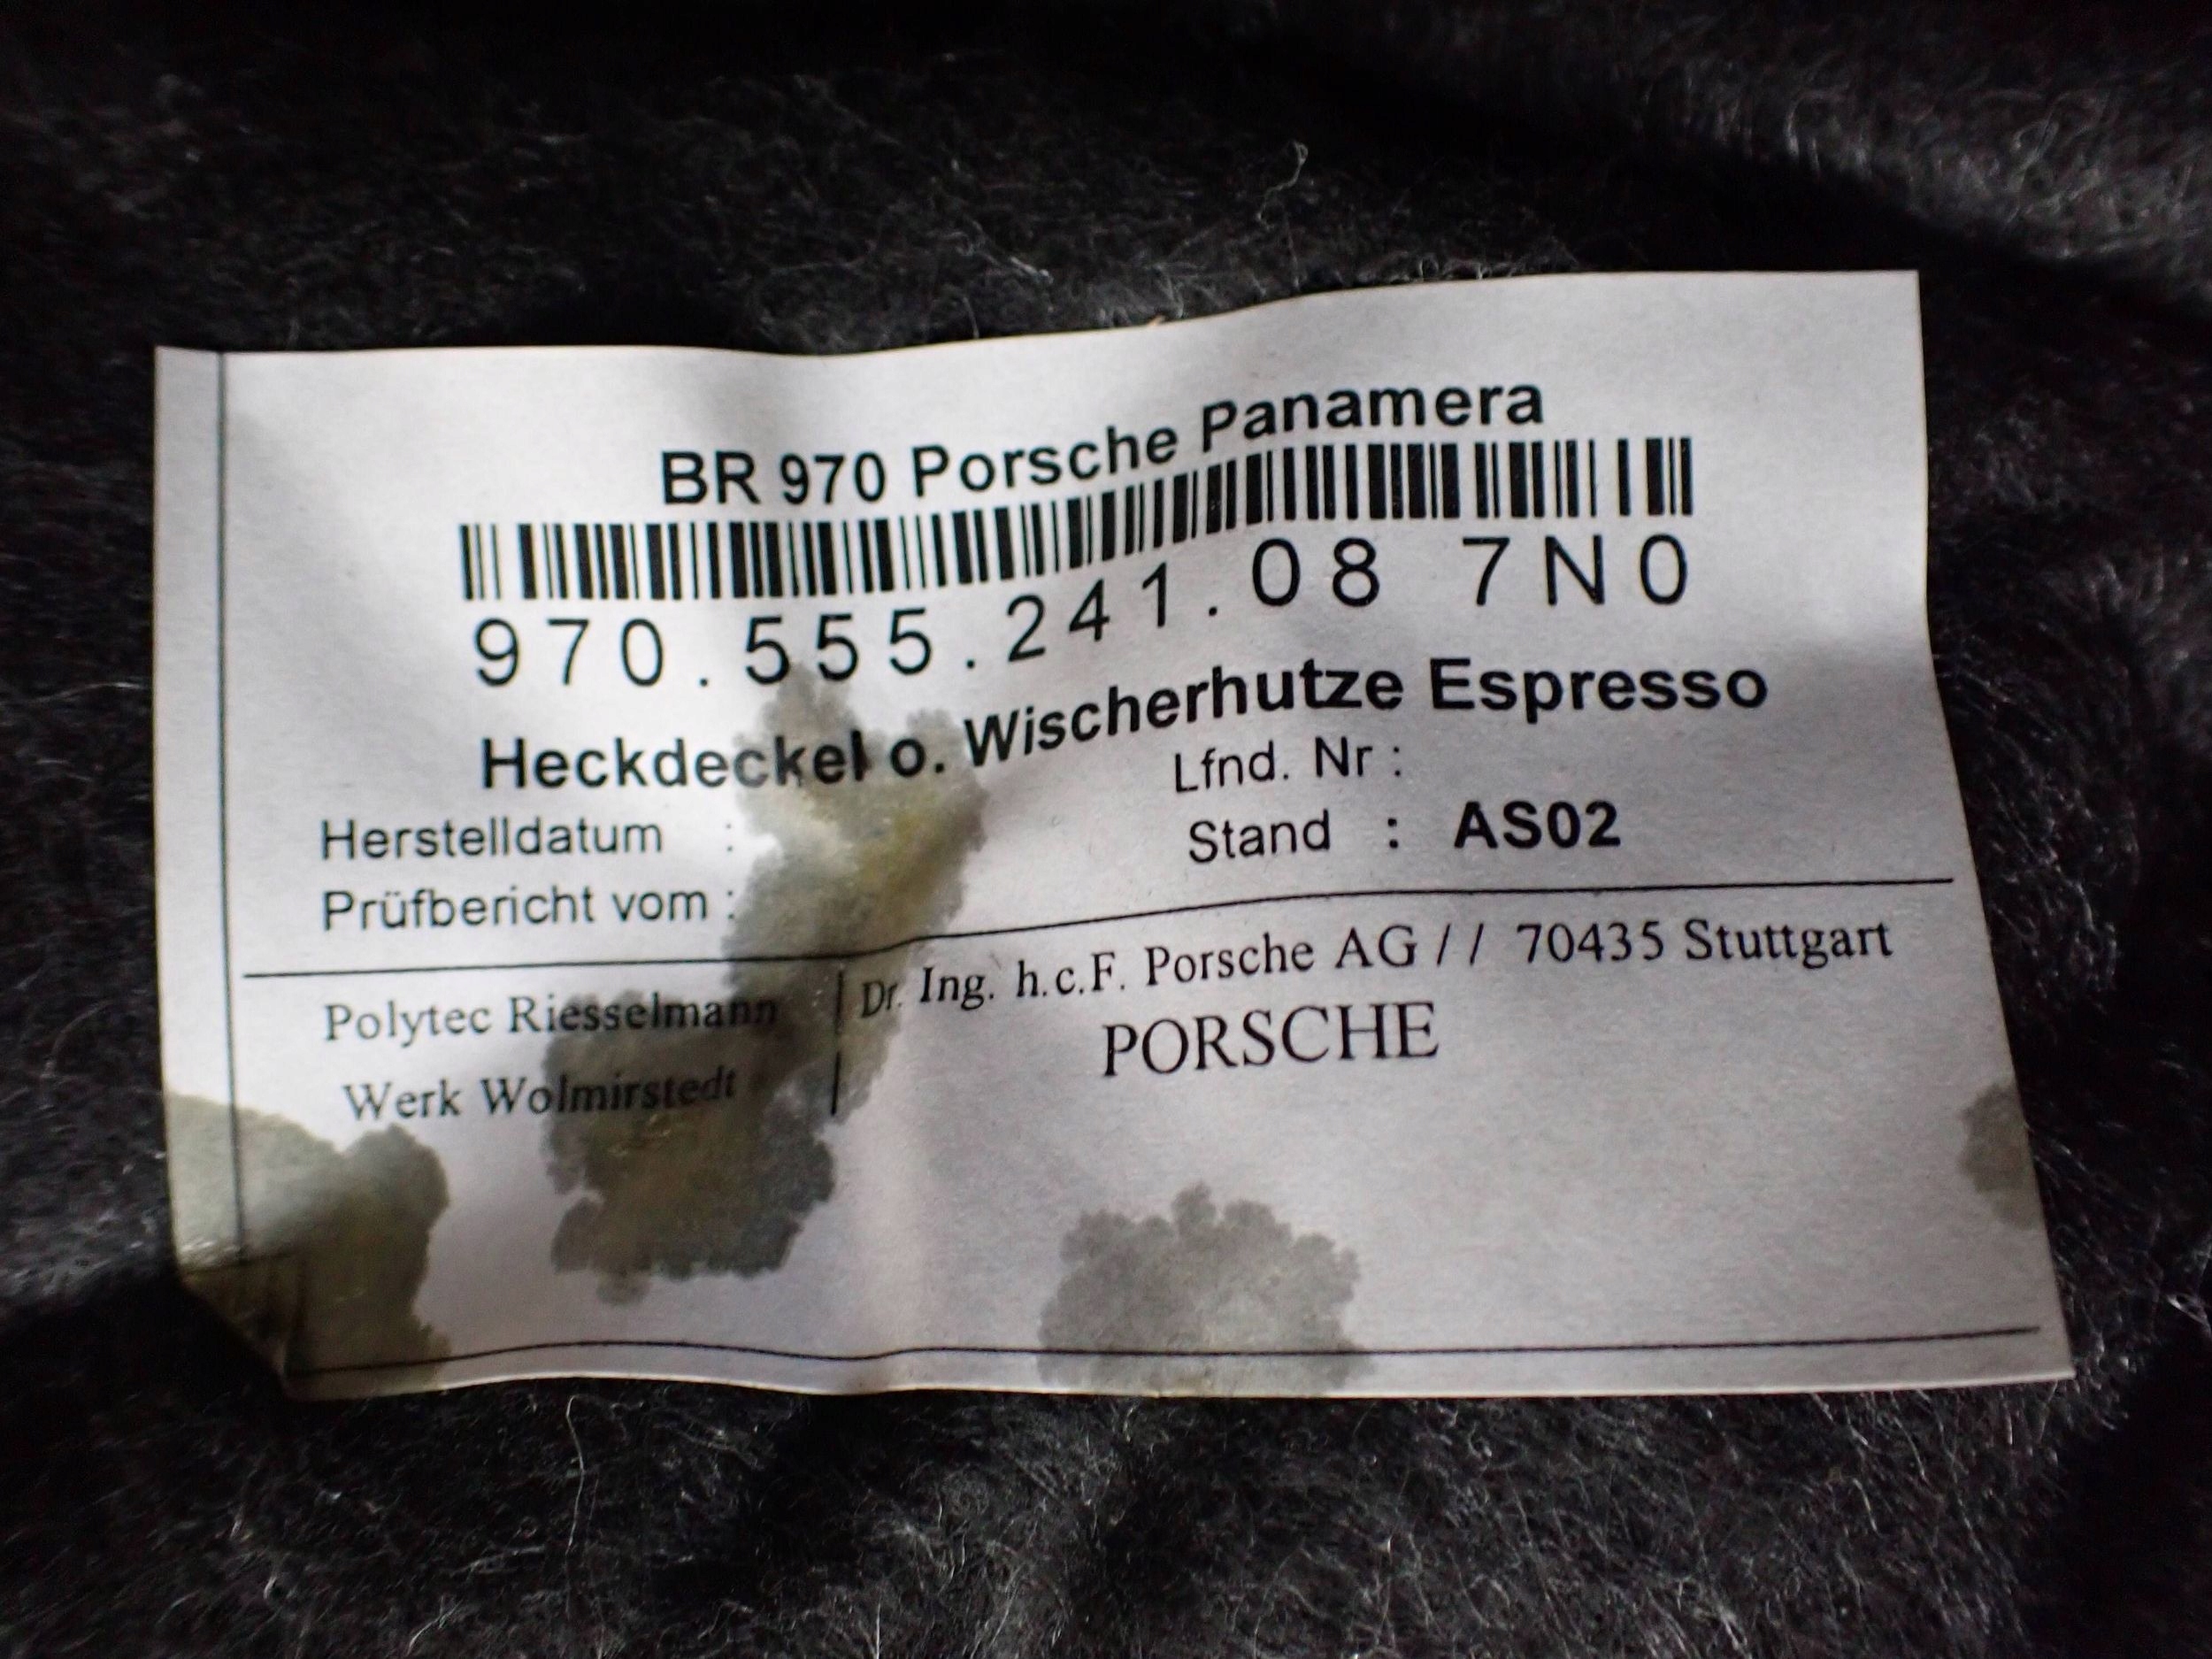 BR 970 Porsche Panamera
970.555.241.08 7N0
Heckdeckel o. Wischerhutze Espresso
Lfnd. Nr :
Herstelldatum :
Stand : AS02
Prüfbericht vom :
Dr. Ing. h.c.F. Porsche AG // 70435 Stuttgart
Polytec Riesselmann
PORSCHE
Werk Wolmirstedt